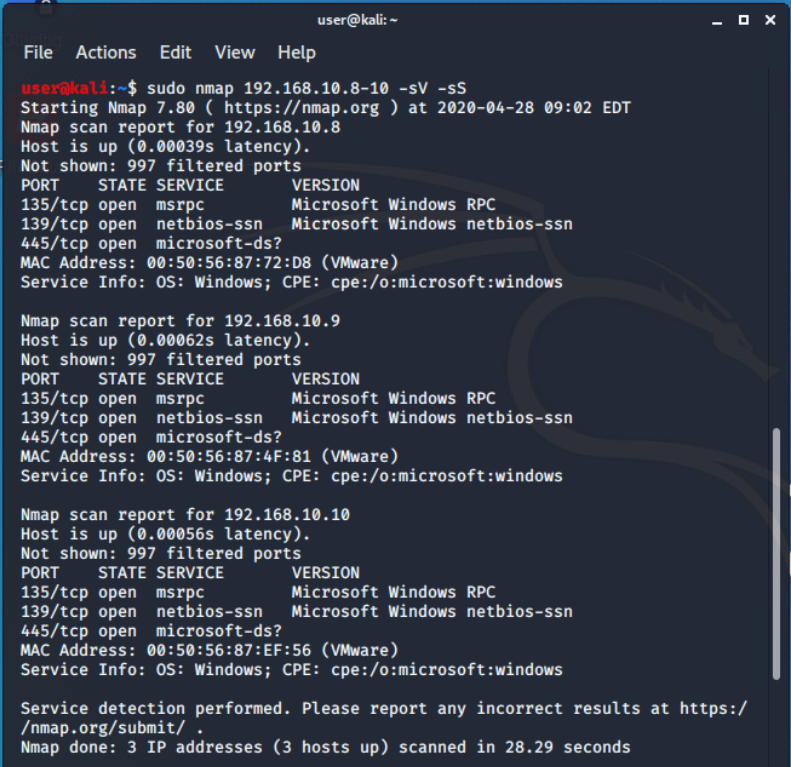 user@kali: ~
File Actions Edit View Help
user@kali:~$ sudo nmap 192.168.10.8-10 -sV -sS
Starting Nmap 7.80 ( https://nmap.org ) at 2020-04-28 09:02 EDT
Nmap scan report for 192.168.10.8
Host is up (0.00039s latency).
Not shown: 997 filtered ports
PORT    STATE SERVICE       VERSION
135/tcp open  msrpc         Microsoft Windows RPC
139/tcp open  netbios-ssn   Microsoft Windows netbios-ssn
445/tcp open  microsoft-ds?
MAC Address: 00:50:56:87:72:D8 (VMware)
Service Info: OS: Windows; CPE: cpe:/o:microsoft:windows

Nmap scan report for 192.168.10.9
Host is up (0.00062s latency).
Not shown: 997 filtered ports
PORT    STATE SERVICE       VERSION
135/tcp open  msrpc         Microsoft Windows RPC
139/tcp open  netbios-ssn   Microsoft Windows netbios-ssn
445/tcp open  microsoft-ds?
MAC Address: 00:50:56:87:4F:81 (VMware)
Service Info: OS: Windows; CPE: cpe:/o:microsoft:windows

Nmap scan report for 192.168.10.10
Host is up (0.00056s latency).
Not shown: 997 filtered ports
PORT    STATE SERVICE       VERSION
135/tcp open  msrpc         Microsoft Windows RPC
139/tcp open  netbios-ssn   Microsoft Windows netbios-ssn
445/tcp open  microsoft-ds?
MAC Address: 00:50:56:87:EF:56 (VMware)
Service Info: OS: Windows; CPE: cpe:/o:microsoft:windows

Service detection performed. Please report any incorrect results at https:/
/nmap.org/submit/ .
Nmap done: 3 IP addresses (3 hosts up) scanned in 28.29 seconds